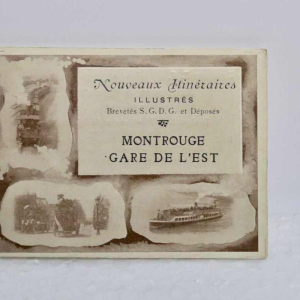 Nouveaux Itinéraires
ILLUSTRÉS
Brevetés S. G. D. G. et Déposés
MONTROUGE
GARE DE L'EST